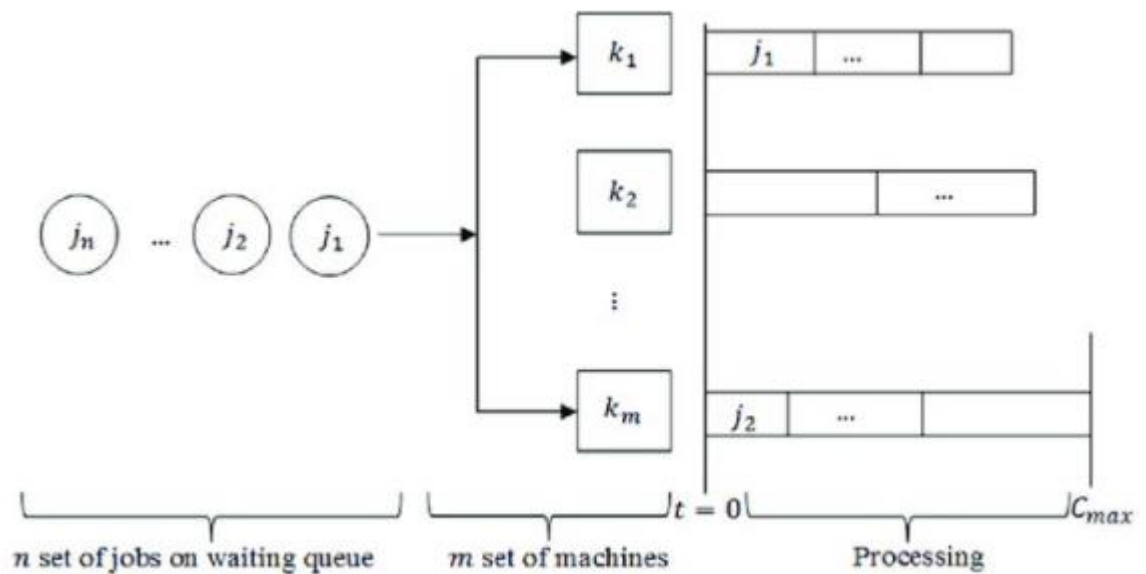 k₁
j₁ ...
k₂
...
jₙ ... j₂ j₁
⋮
kₘ
j₂ ...
t = 0
Cₘₐₓ
n set of jobs on waiting queue
m set of machines
Processing